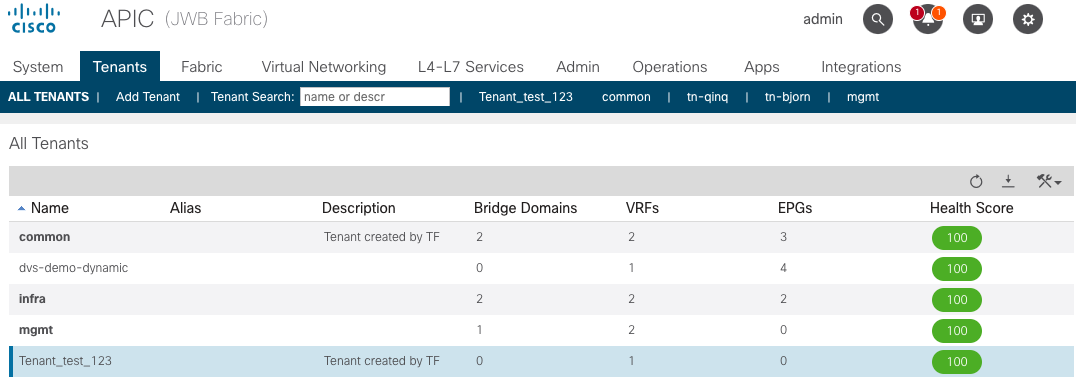 CISCO APIC (JWB Fabric) admin 1 1
System Tenants Fabric Virtual Networking L4-L7 Services Admin Operations Apps Integrations
ALL TENANTS | Add Tenant | Tenant Search: name or descr | Tenant_test_123 common | tn-qinq | tn-bjorn | mgmt
All Tenants
Name Alias Description Bridge Domains VRFs EPGs Health Score
common Tenant created by TF 2 2 3 100
dvs-demo-dynamic 0 1 4 100
infra 2 2 2 100
mgmt 1 2 0 100
Tenant_test_123 Tenant created by TF 0 1 0 100